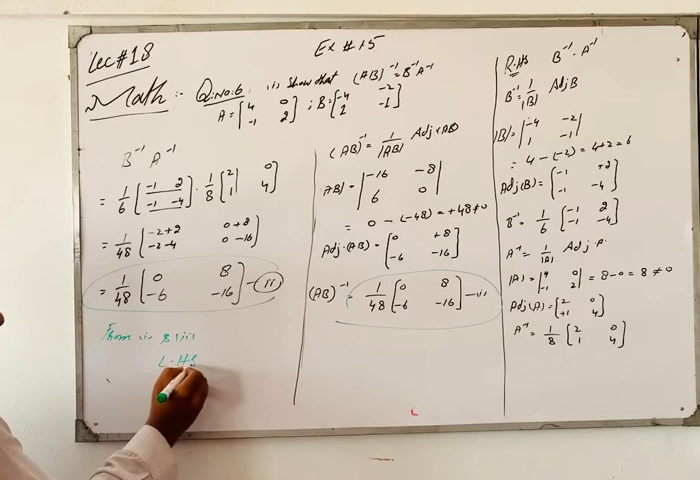 Lec#18
Ex # 1.5
Math:- Q:no:6 (i) Show that (AB)⁻¹ = B⁻¹A⁻¹
A = [4 0
-1 2] ; B = [-4 -2
1 -1]
B⁻¹ A⁻¹
= 1/6 [-1 2
-1 -4] · 1/8 [2 0
1 4]
= 1/48 [-2+2 0+8
-2-4 0-16]
= 1/48 [0 8
-6 -16] — (ii)
From (i) & (ii)
L.HS
(AB)⁻¹ = 1/|AB| Adj(AB)
|AB| = |-16 -8
6 0|
= 0 - (-48) = +48 ≠ 0
Adj.(AB) = [0 +8
-6 -16]
(AB)⁻¹ = 1/48 [0 8
-6 -16] — (i)
R.HS B⁻¹ . A⁻¹
B⁻¹ = 1/|B| Adj B
|B| = |-4 -2
1 -1|
= 4 - (-2) = 4+2 = 6
Adj(B) = [-1 +2
-1 -4]
B⁻¹ = 1/6 [-1 2
-1 -4]
A⁻¹ = 1/|A| Adj A
|A| = |4 0
-1 2| = 8-0 = 8 ≠ 0
Adj(A) = [2 0
+1 4]
A⁻¹ = 1/8 [2 0
1 4]